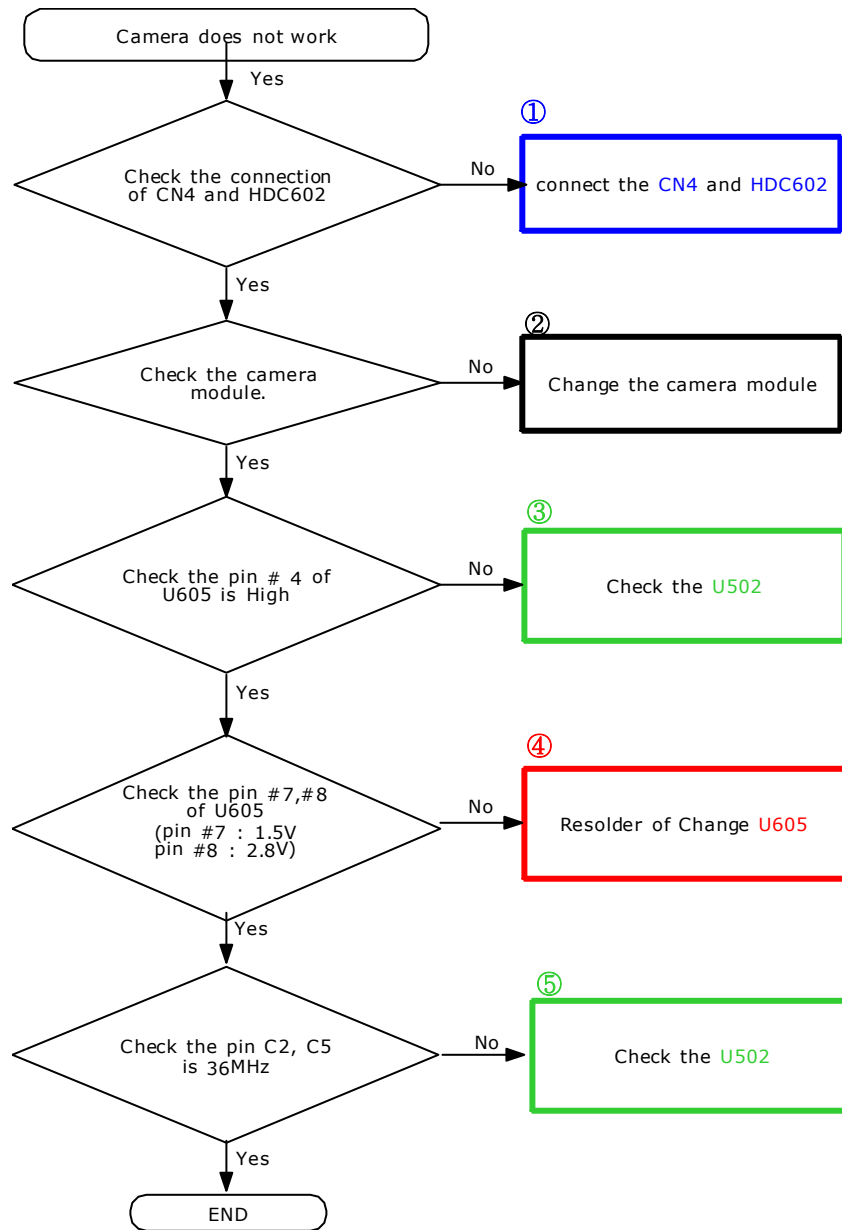 Camera does not work
Yes
①
Check the connection
of CN4 and HDC602
No
connect the CN4 and HDC602
Yes
②
Check the camera
module.
No
Change the camera module
Yes
③
Check the pin # 4 of
U605 is High
No
Check the U502
Yes
④
Check the pin #7,#8
of U605
(pin #7 : 1.5V
pin #8 : 2.8V)
No
Resolder of Change U605
Yes
⑤
Check the pin C2, C5
is 36MHz
No
Check the U502
Yes
END